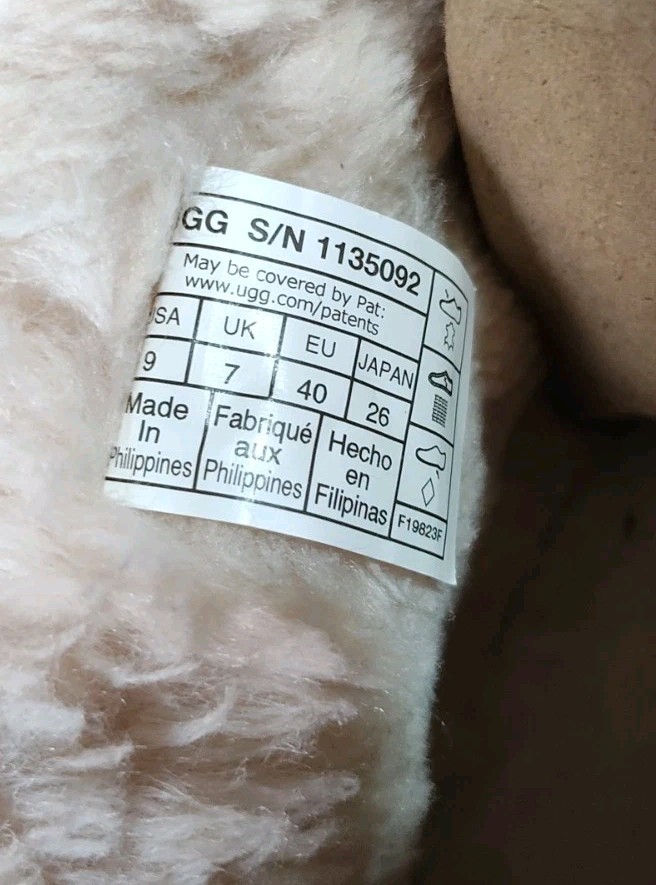 GG S/N 1135092
May be covered by Pat:
www.ugg.com/patents
USA UK EU JAPAN
9 7 40 26
Made In Philippines
Fabriqué aux Philippines
Hecho en Filipinas
F19823F